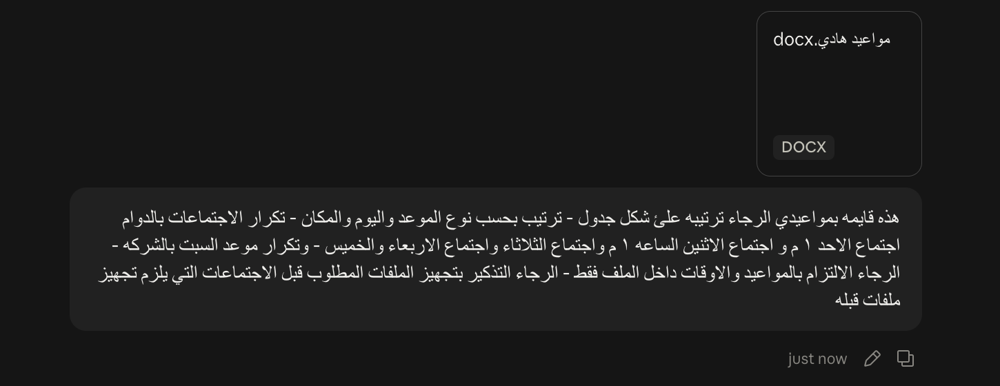 مواعيد هادي.docx
DOCX
هذه قايمه بمواعيدي الرجاء ترتيبه علئ شكل جدول - ترتيب بحسب نوع الموعد واليوم والمكان - تكرار الاجتماعات بالدوام
اجتماع الاحد ١ م و اجتماع الاثنين الساعه ١ م واجتماع الثلاثاء واجتماع الاربعاء والخميس - وتكرار موعد السبت بالشركه -
الرجاء الالتزام بالمواعيد والاوقات داخل الملف فقط - الرجاء التذكير بتجهيز الملفات المطلوب قبل الاجتماعات التي يلزم تجهيز
ملفات قبله
just now